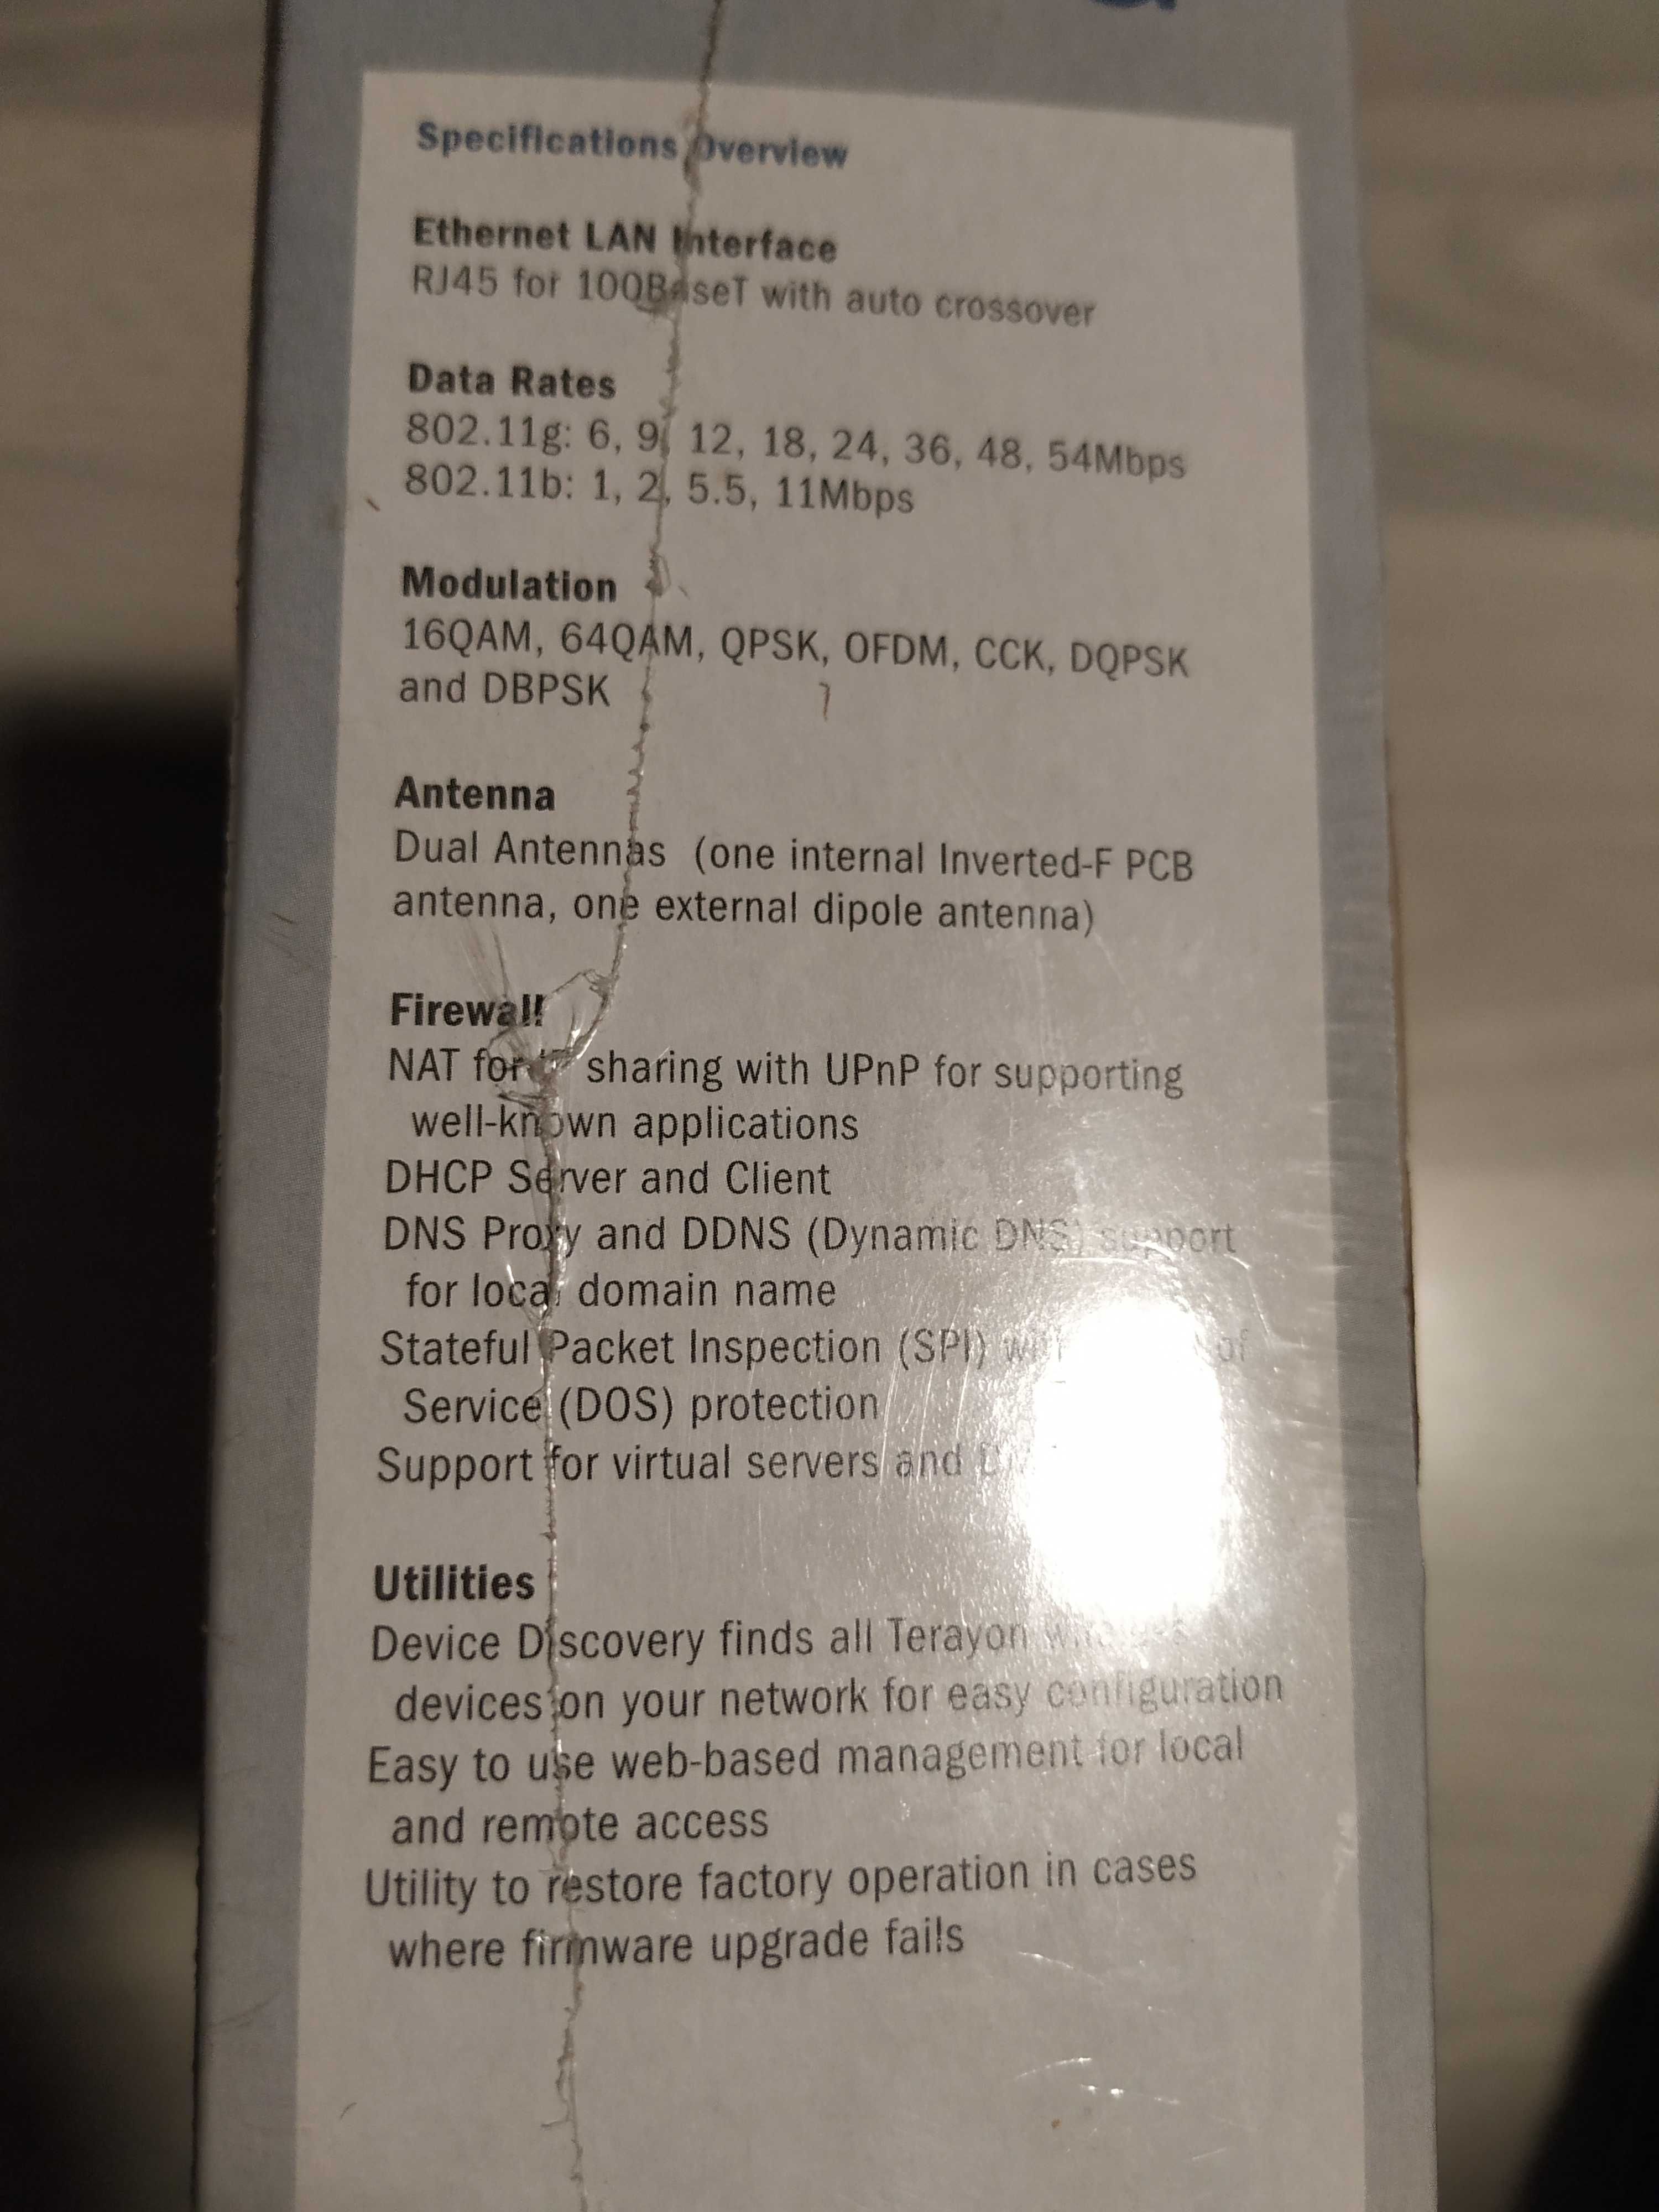 Specifications Overview
Ethernet LAN Interface
RJ45 for 100BaseT with auto crossover
Data Rates
802.11g: 6, 9, 12, 18, 24, 36, 48, 54Mbps
802.11b: 1, 2, 5.5, 11Mbps
Modulation
16QAM, 64QAM, QPSK, OFDM, CCK, DQPSK
and DBPSK
Antenna
Dual Antennas (one internal Inverted-F PCB
antenna, one external dipole antenna)
Firewall
NAT for sharing with UPnP for supporting
well-known applications
DHCP Server and Client
DNS Proxy and DDNS (Dynamic DNS) support
for local domain name
Stateful Packet Inspection (SPI) of
Service (DOS) protection
Support for virtual servers and
Utilities
Device Discovery finds all Terayon
devices on your network for easy configuration
Easy to use web-based management for local
and remote access
Utility to restore factory operation in cases
where firmware upgrade fails